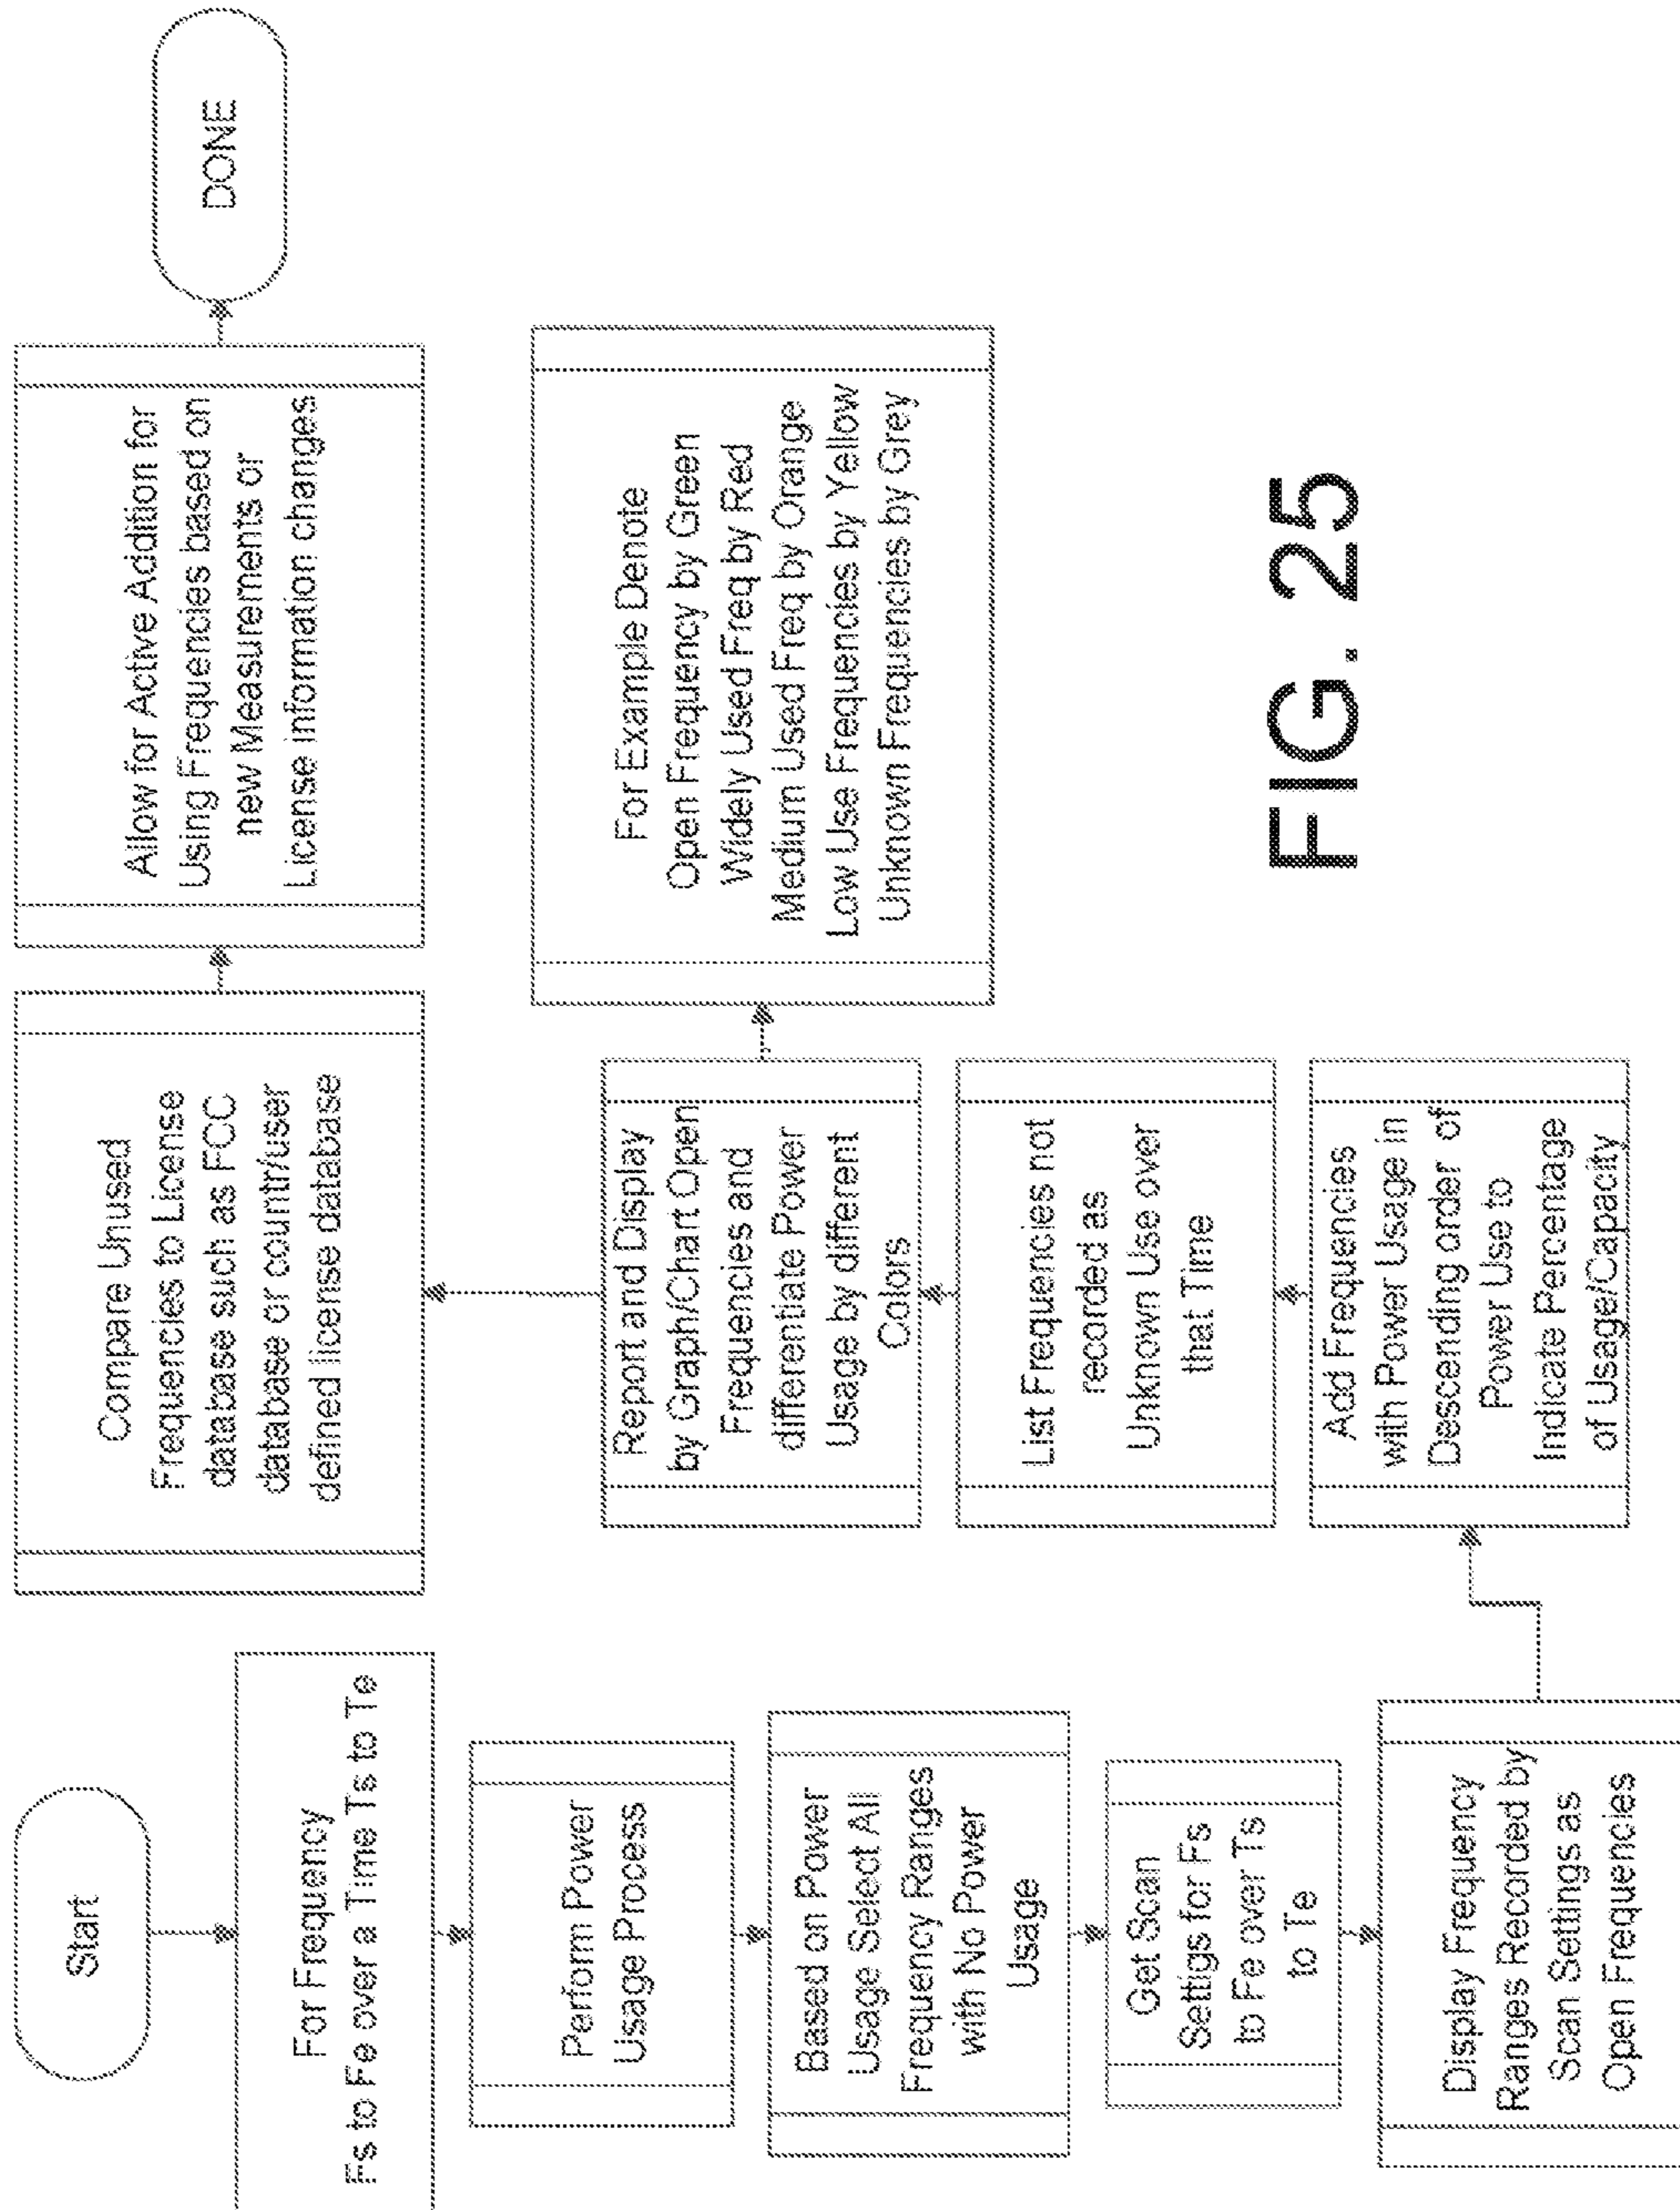 Start
For Frequency
Fs to Fe over a Time Ts to Te
Perform Power
Usage Process
Based on Power
Usage Select All
Frequency Ranges
with No Power
Usage
Get Scan
Settigs for Fs
to Fe over Ts
to Te
Display Frequency
Ranges Recorded by
Scan Settings as
Open Frequencies
Add Frequencies
with Power Usage in
Descending order of
Power Use to
Indicate Percentage
of Usage/Capacity
List Frequencies not
recorded as
Unknown Use over
that Time
Report and Display
by Graph/Chart Open
Frequencies and
differentiate Power
Usage by different
Colors
For Example Denote
Open Frequency by Green
Widely Used Freq by Red
Medium Used Freq by Orange
Low Use Frequencies by Yellow
Unknown Frequencies by Grey
Compare Unused
Frequencies to License
database such as FCC
database or countr/user
defined license database
Allow for Active Addition for
Using Frequencies based on
new Measurements or
License information changes
DONE
FIG. 25